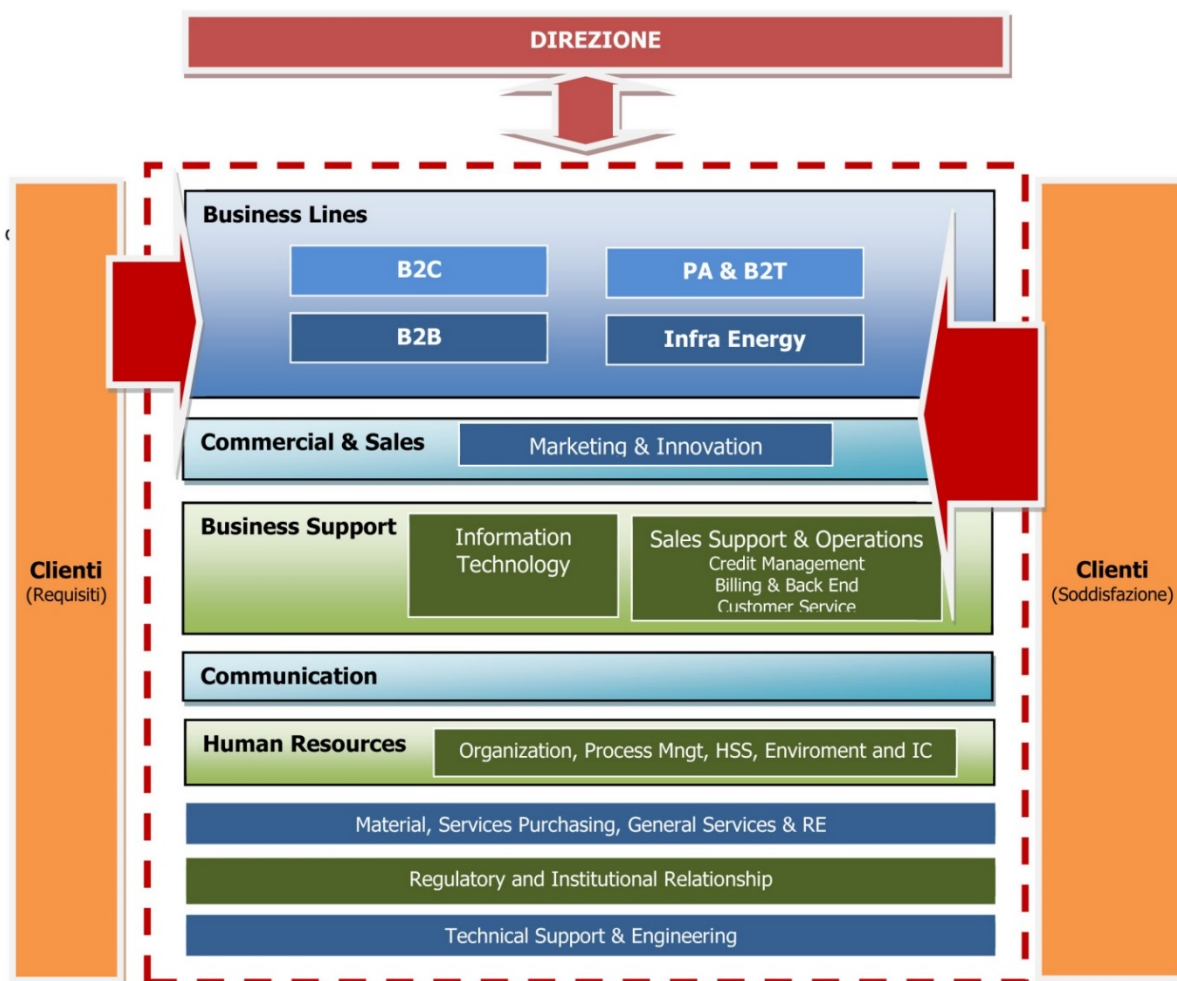 DIREZIONE
Business Lines
B2C
PA & B2T
B2B
Infra Energy
Commercial & Sales
Marketing & Innovation
Business Support
Information
Technology
Sales Support & Operations
Credit Management
Billing & Back End
Customer Service
Clienti
(Requisiti)
Clienti
(Soddisfazione)
Communication
Human Resources
Organization, Process Mngt, HSS, Enviroment and IC
Material, Services Purchasing, General Services & RE
Regulatory and Institutional Relationship
Technical Support & Engineering